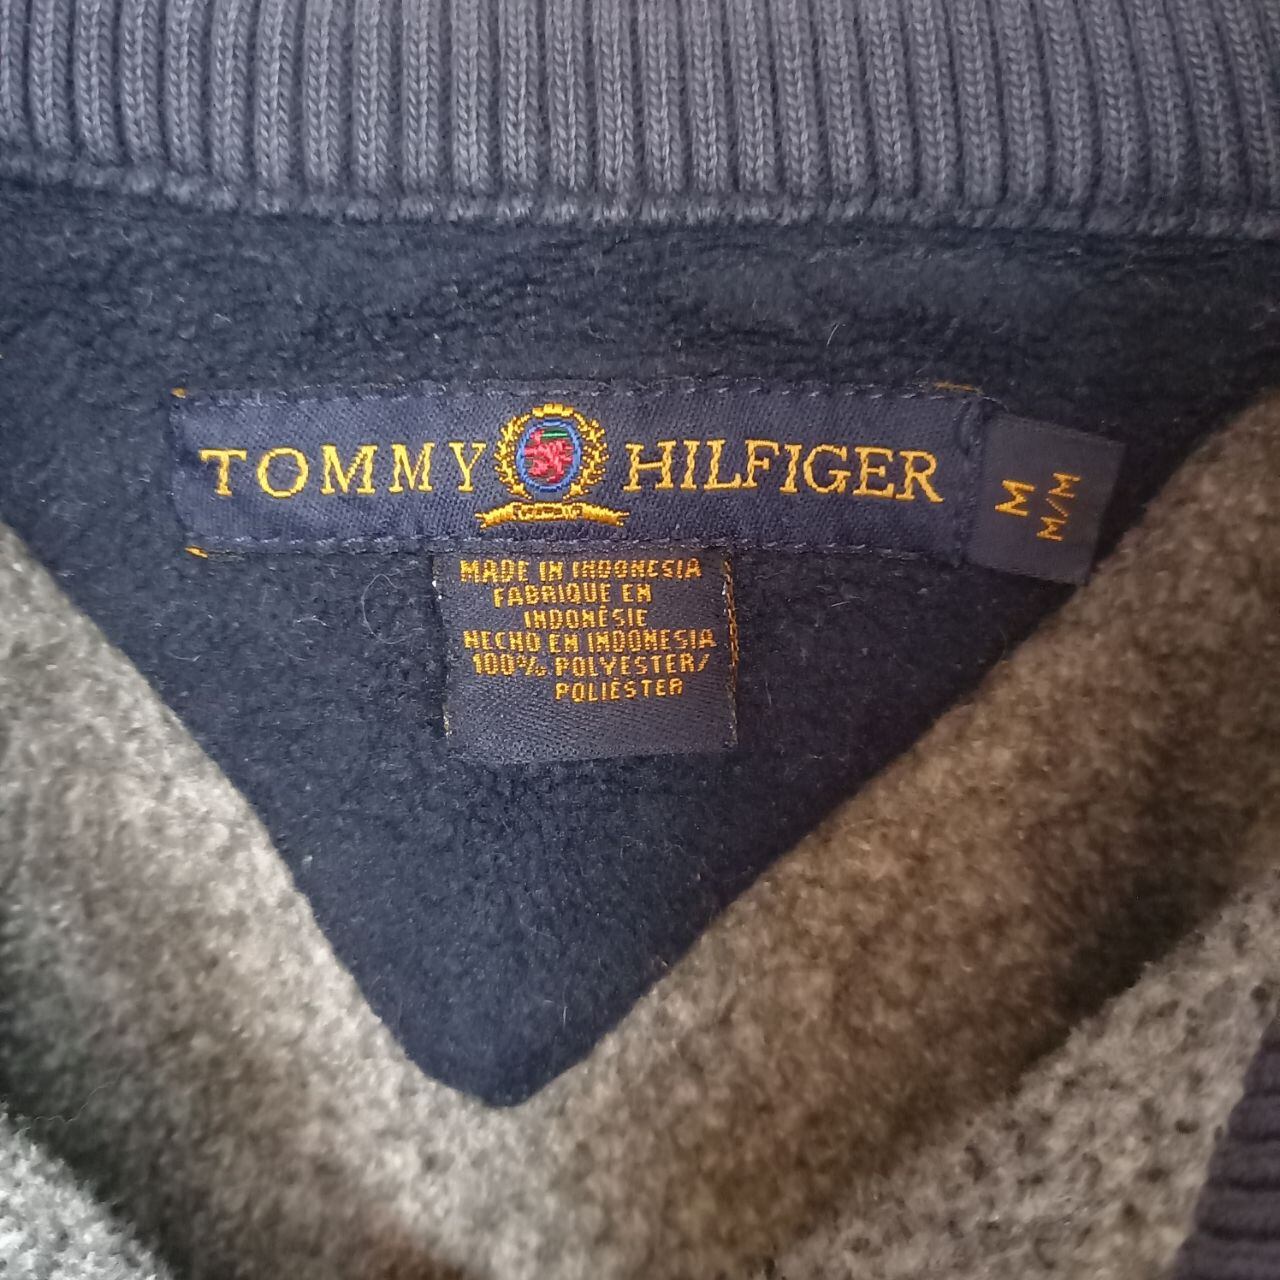 TOMMY HILFIGER
M
M/M
MADE IN INDONESIA
FABRIQUE EN
INDONÉSIE
HECHO EN INDONESIA
100% POLYESTER/
POLIÉSTER